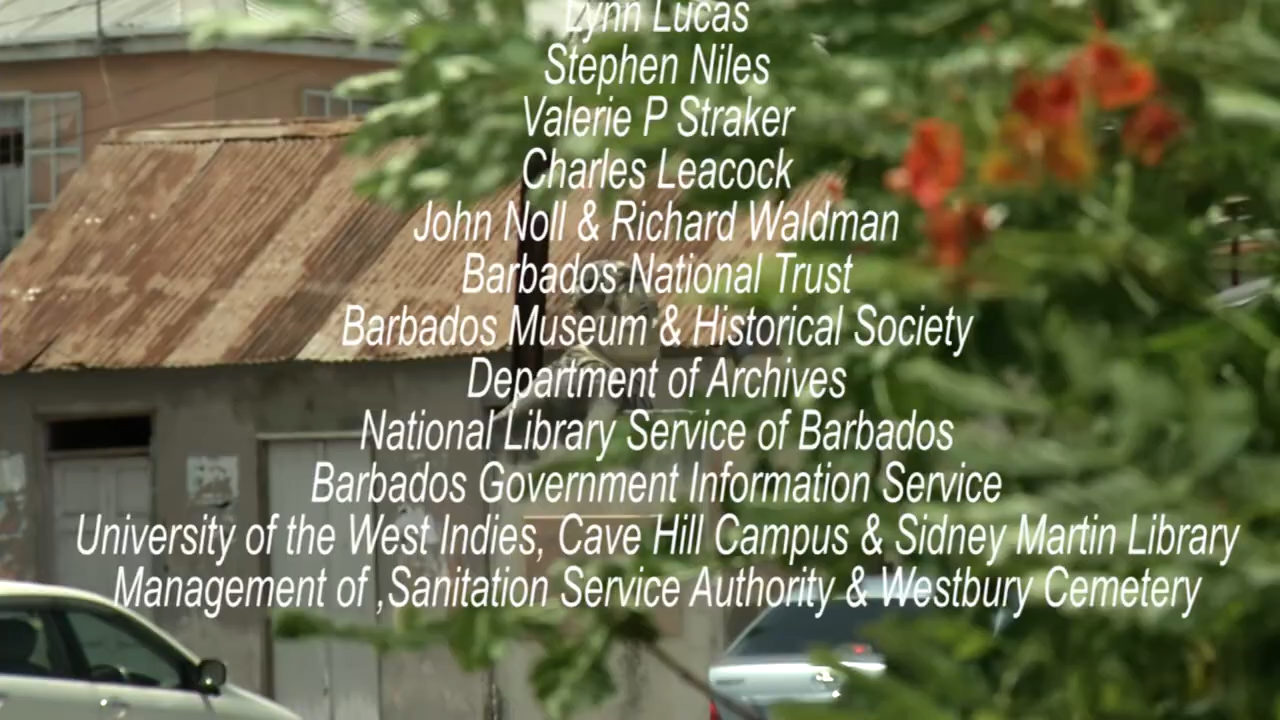 Lynn Lucas
Stephen Niles
Valerie P Straker
Charles Leacock
John Noll & Richard Waldman
Barbados National Trust
Barbados Museum & Historical Society
Department of Archives
National Library Service of Barbados
Barbados Government Information Service
University of the West Indies, Cave Hill Campus & Sidney Martin Library
Management of ,Sanitation Service Authority & Westbury Cemetery